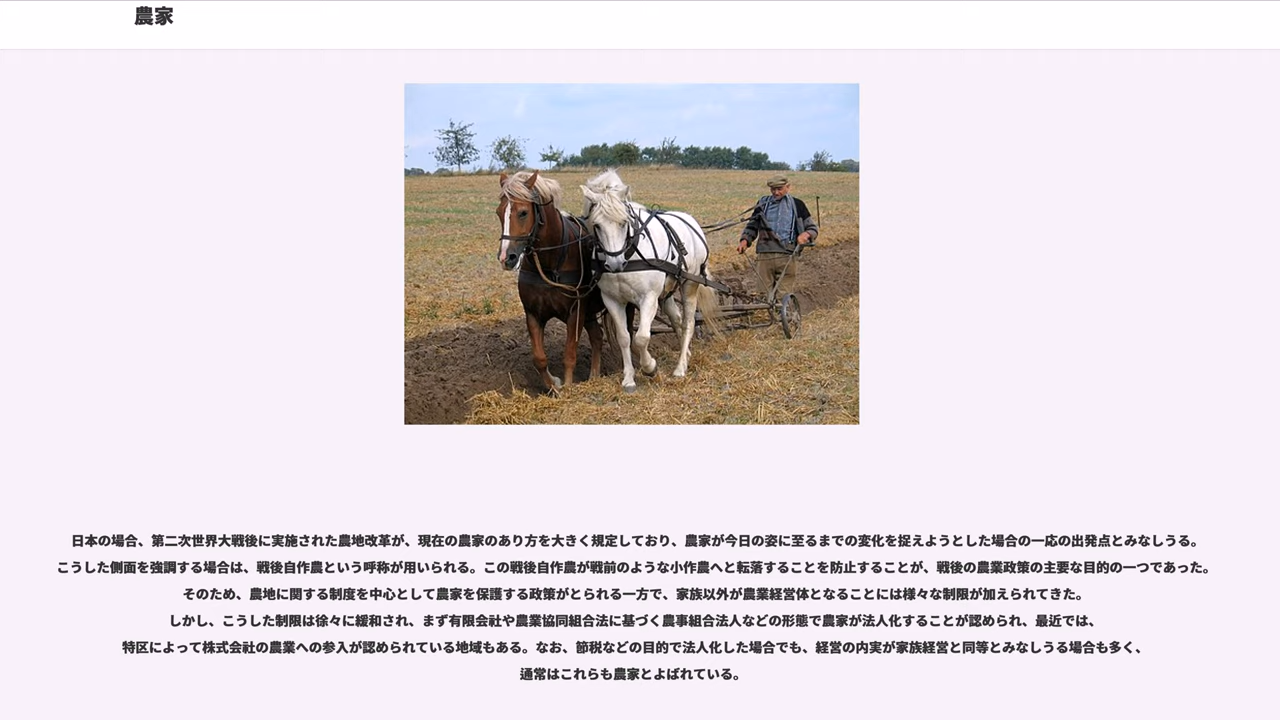 農家
日本の場合、第二次世界大戦後に実施された農地改革が、現在の農家のあり方を大きく規定しており、農家が今日の姿に至るまでの変化を捉えようとした場合の一応の出発点とみなしうる。
こうした側面を強調する場合は、戦後自作農という呼称が用いられる。この戦後自作農が戦前のような小作農へと転落することを防止することが、戦後の農業政策の主要な目的の一つであった。
そのため、農地に関する制度を中心として農家を保護する政策がとられる一方で、家族以外が農業経営体となることには様々な制限が加えられてきた。
しかし、こうした制限は徐々に緩和され、まず有限会社や農業協同組合法に基づく農事組合法人などの形態で農家が法人化することが認められ、最近では、
特区によって株式会社の農業への参入が認められている地域もある。なお、節税などの目的で法人化した場合でも、経営の内実が家族経営と同等とみなしうる場合も多く、
通常はこれらも農家とよばれている。